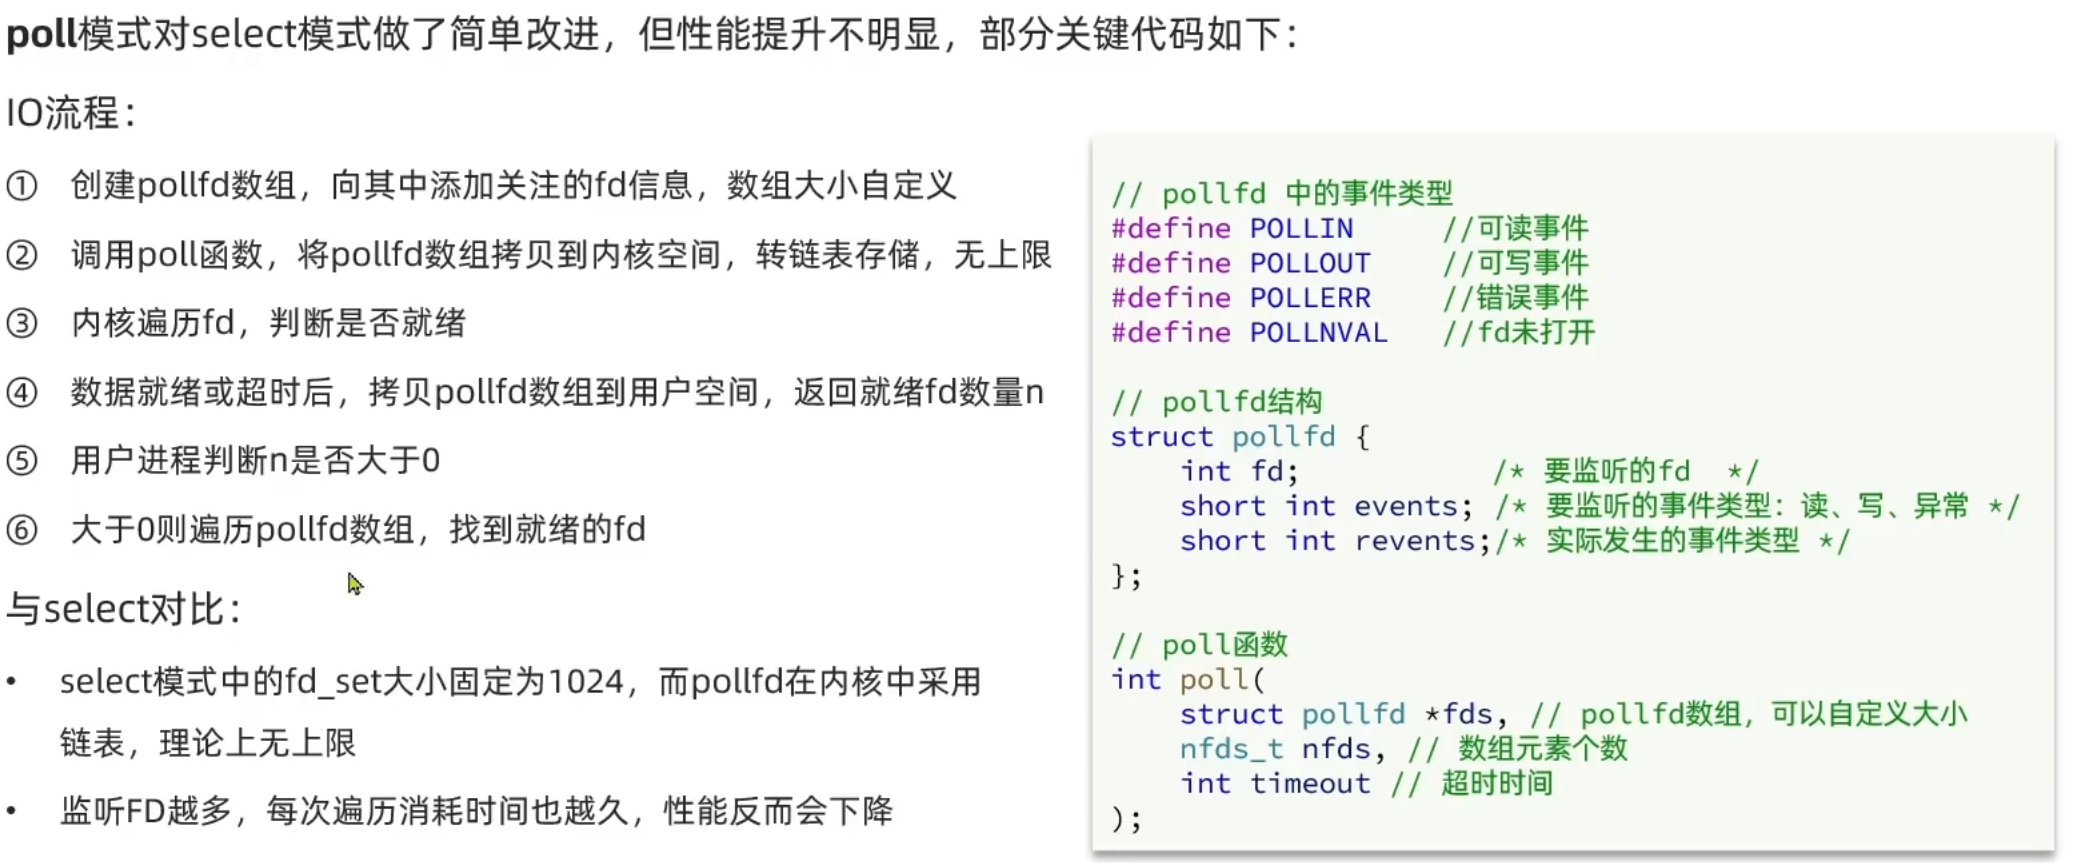 poll模式对select模式做了简单改进，但性能提升不明显，部分关键代码如下：
IO流程：
① 创建pollfd数组，向其中添加关注的fd信息，数组大小自定义
② 调用poll函数，将pollfd数组拷贝到内核空间，转链表存储，无上限
③ 内核遍历fd，判断是否就绪
④ 数据就绪或超时后，拷贝pollfd数组到用户空间，返回就绪fd数量n
⑤ 用户进程判断n是否大于0
⑥ 大于0则遍历pollfd数组，找到就绪的fd
与select对比：
• select模式中的fd_set大小固定为1024，而pollfd在内核中采用
链表，理论上无上限
• 监听FD越多，每次遍历消耗时间也越久，性能反而会下降
// pollfd 中的事件类型
#define POLLIN //可读事件
#define POLLOUT //可写事件
#define POLLERR //错误事件
#define POLLNVAL //fd未打开
// pollfd结构
struct pollfd {
int fd; /* 要监听的fd */
short int events; /* 要监听的事件类型：读、写、异常 */
short int revents;/* 实际发生的事件类型 */
};
// poll函数
int poll(
struct pollfd *fds, // pollfd数组，可以自定义大小
nfds_t nfds, // 数组元素个数
int timeout // 超时时间
);